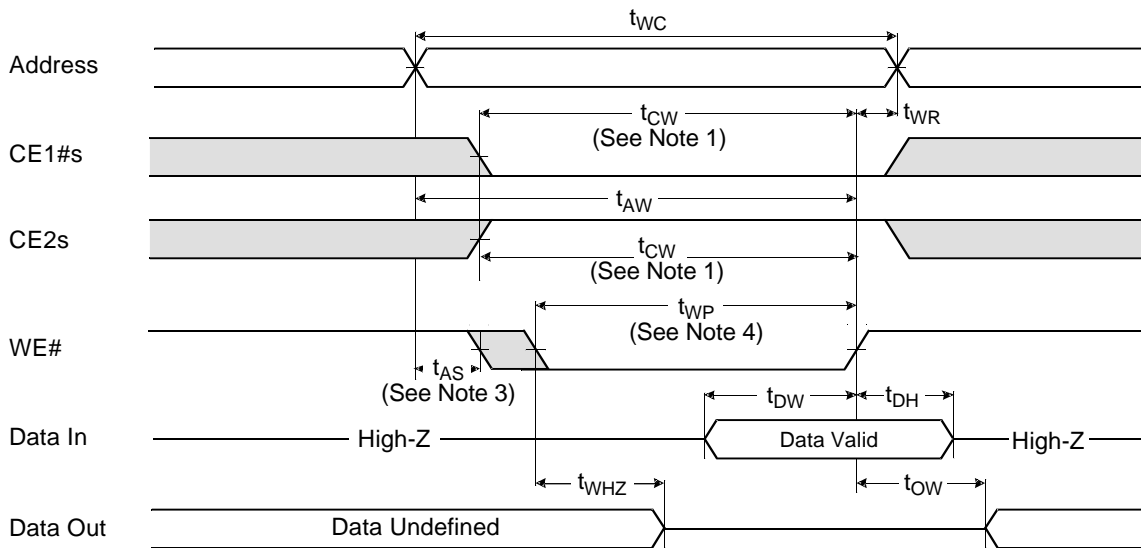 tWC
Address
tCW
(See Note 1)
tWR
CE1#s
tAW
CE2s
tCW
(See Note 1)
tWP
(See Note 4)
WE#
tAS
(See Note 3)
tDW
tDH
Data In
High-Z
Data Valid
High-Z
tWHZ
tOW
Data Out
Data Undefined